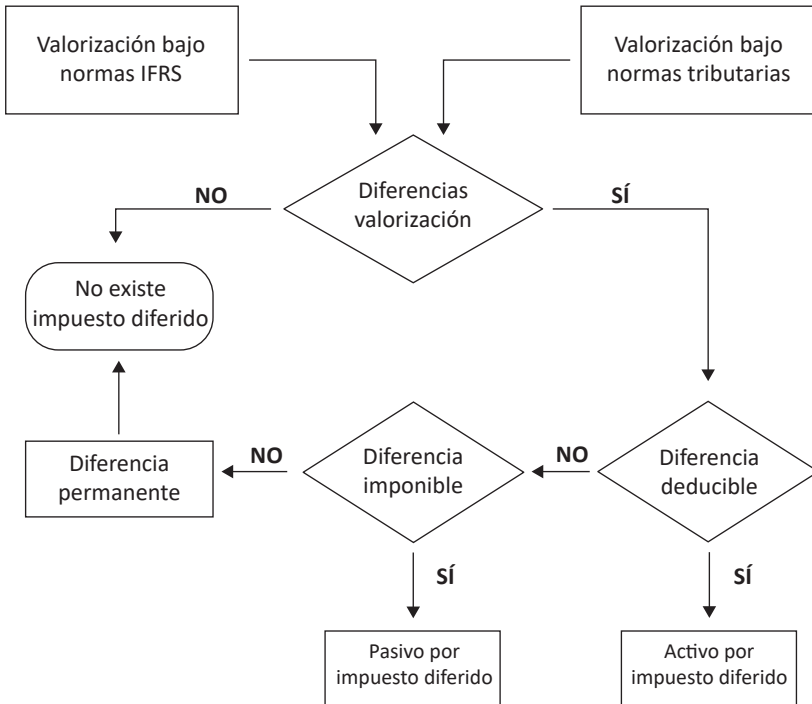 Valorización bajo
normas IFRS
Valorización bajo
normas tributarias
Diferencias
valorización
NO
SÍ
No existe
impuesto diferido
Diferencia
permanente
NO
Diferencia
imponible
NO
Diferencia
deducible
SÍ
SÍ
Pasivo por
impuesto diferido
Activo por
impuesto diferido